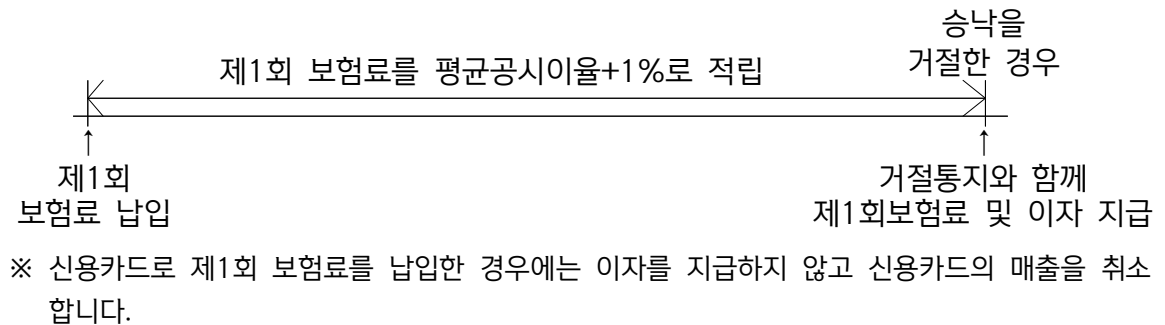 승낙을
거절한 경우
제1회 보험료를 평균공시이율+1%로 적립
제1회
보험료 납입
거절통지와 함께
제1회보험료 및 이자 지급
※ 신용카드로 제1회 보험료를 납입한 경우에는 이자를 지급하지 않고 신용카드의 매출을 취소
합니다.